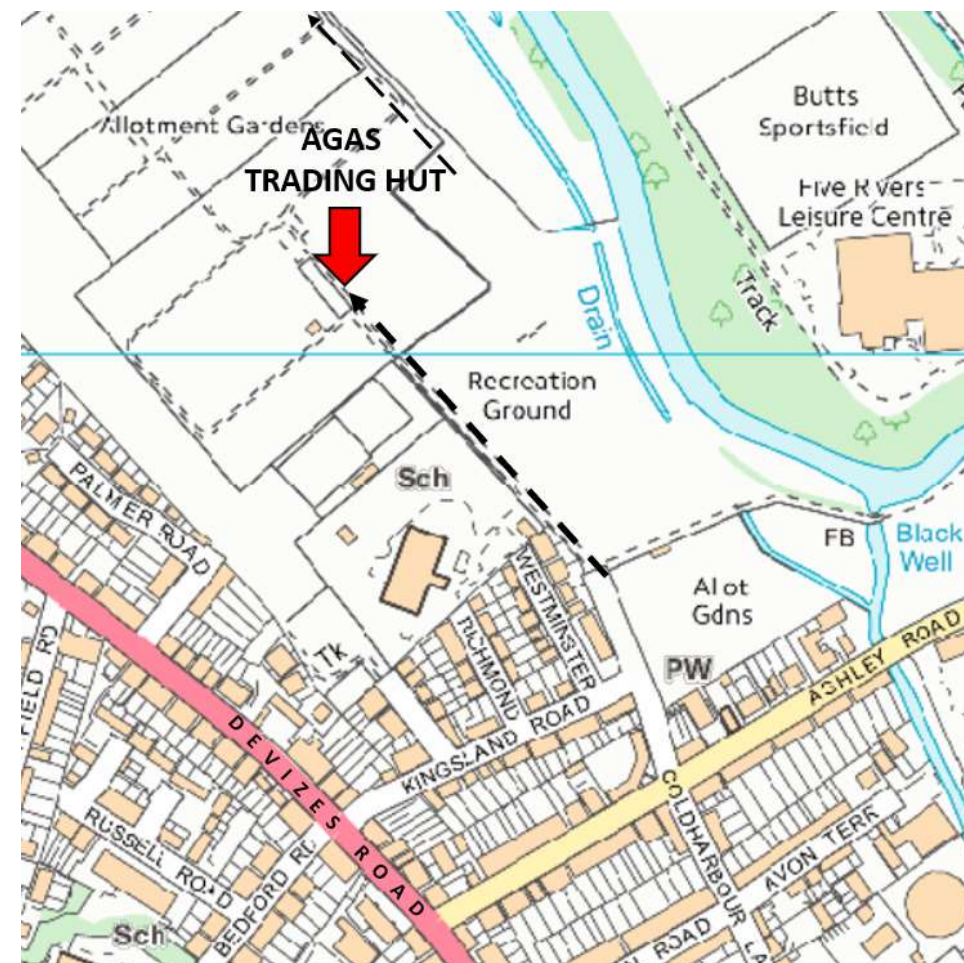 Butts
Sportsfield
Allotment Gardens
AGAS
TRADING HUT
Five Rivers
Leisure Centre
Track
Drain
Recreation
Ground
Sch
PALMER ROAD
FB
Black
Well
Allot
Gdns
WESTMINSTER
RICHMOND
Tk
PW
ASHLEY ROAD
FIELD RD
KINGSLAND ROAD
DEVIZES ROAD
COLDHARBOUR LA
AVON TERR
RUSSELL ROAD
BEDFORD RD
ROAD
Sch